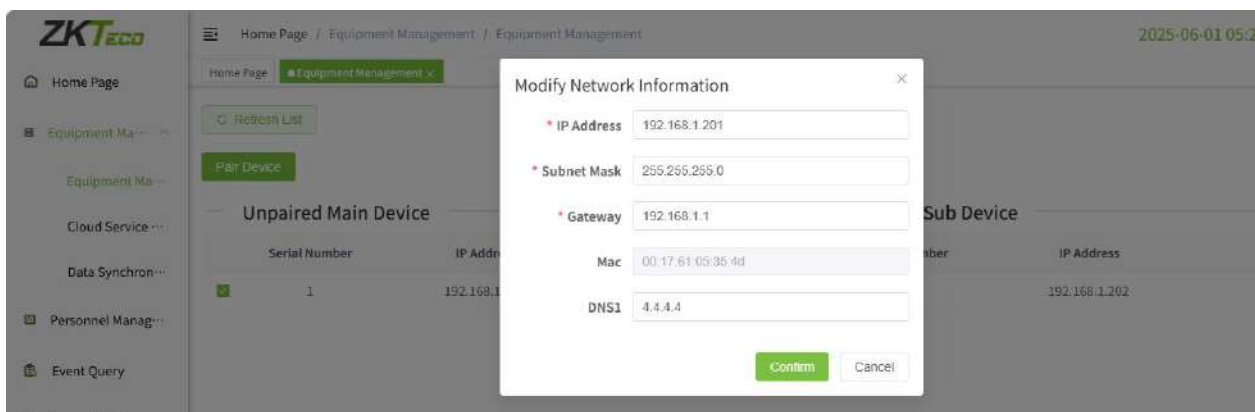 ZKTeco
Home Page / Equipment Management / Equipment Management
2025-06-01 05:2
Home Page
Equipment Management ×
Home Page
Equipment Ma···
Equipment Ma···
Cloud Service ···
Data Synchron···
Personnel Manag···
Event Query
Refresh List
Pair Device
Unpaired Main Device
Sub Device
Serial Number
IP Addr
nber
IP Address
1
192.168.1
192.168.1.202
Modify Network Information
* IP Address 192.168.1.201
* Subnet Mask 255.255.255.0
* Gateway 192.168.1.1
Mac 00:17:61:05:35:4d
DNS1 4.4.4.4
Confirm
Cancel